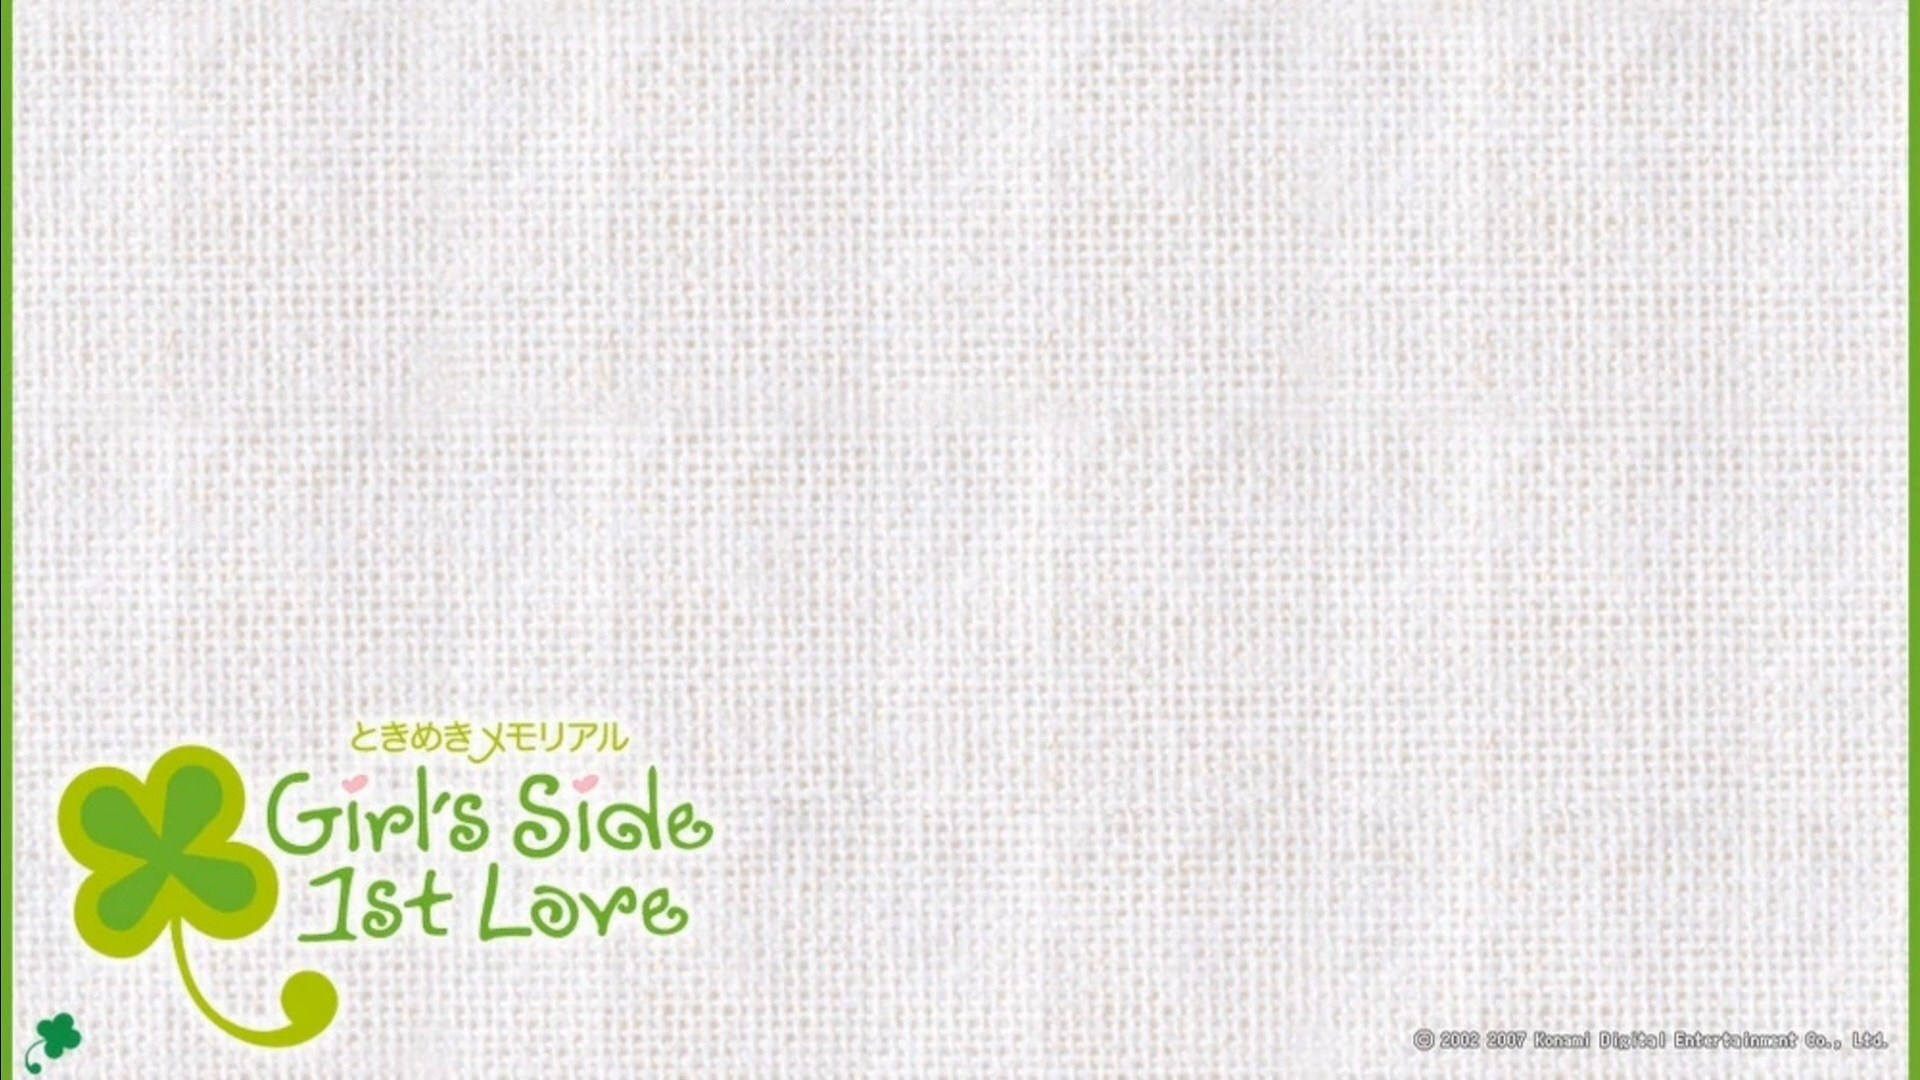 ときめきメモリアル
Girl's Side
1st Love
© 2002 2007 Konami Digital Entertainment Co., Ltd.